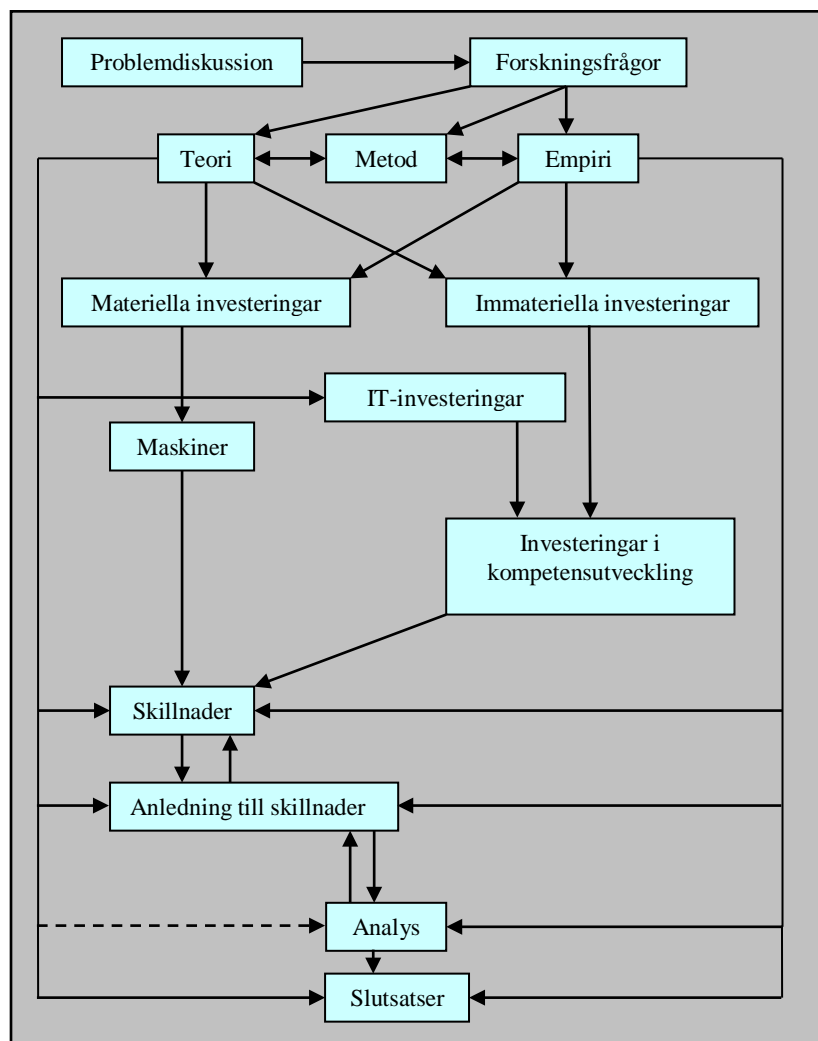 Problemdiskussion
Forskningsfrågor
Teori
Metod
Empiri
Materiella investeringar
Immateriella investeringar
IT-investeringar
Maskiner
Investeringar i
kompetensutveckling
Skillnader
Anledning till skillnader
Analys
Slutsatser